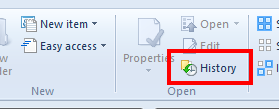 New item
Easy access
New
Properties
Open
Edit
History
Open